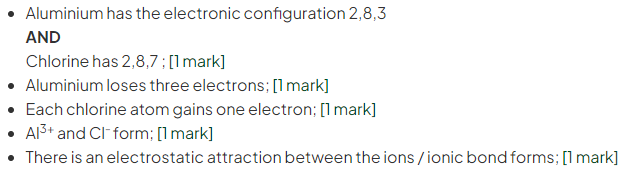 • Aluminium has the electronic configuration 2,8,3
AND
Chlorine has 2,8,7 ; [1 mark]
• Aluminium loses three electrons; [1 mark]
• Each chlorine atom gains one electron; [1 mark]
• Al³⁺ and Cl⁻ form; [1 mark]
• There is an electrostatic attraction between the ions / ionic bond forms; [1 mark]